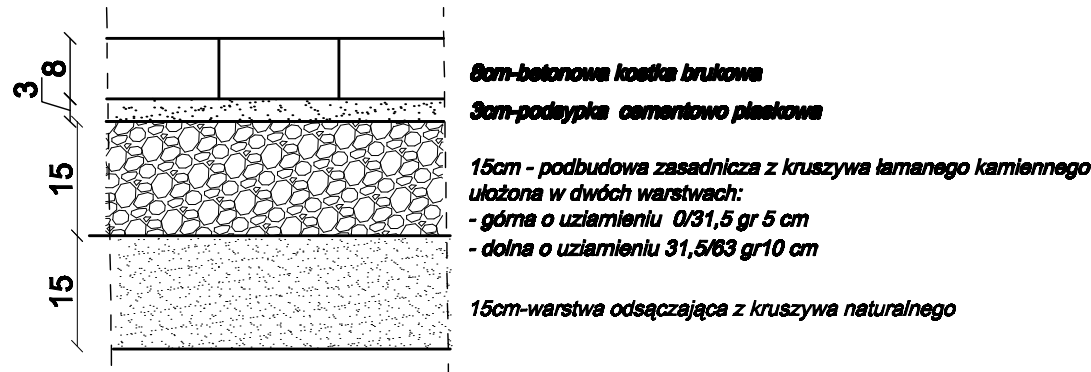 8
8cm-betonowa kostka brukowa
3
3cm-podsypka cementowo piaskowa
15
15cm - podbudowa zasadnicza z kruszywa łamanego kamiennego
ułożona w dwóch warstwach:
- górna o uziarnieniu 0/31,5 gr 5 cm
- dolna o uziarnieniu 31,5/63 gr10 cm
15
15cm-warstwa odsączająca z kruszywa naturalnego